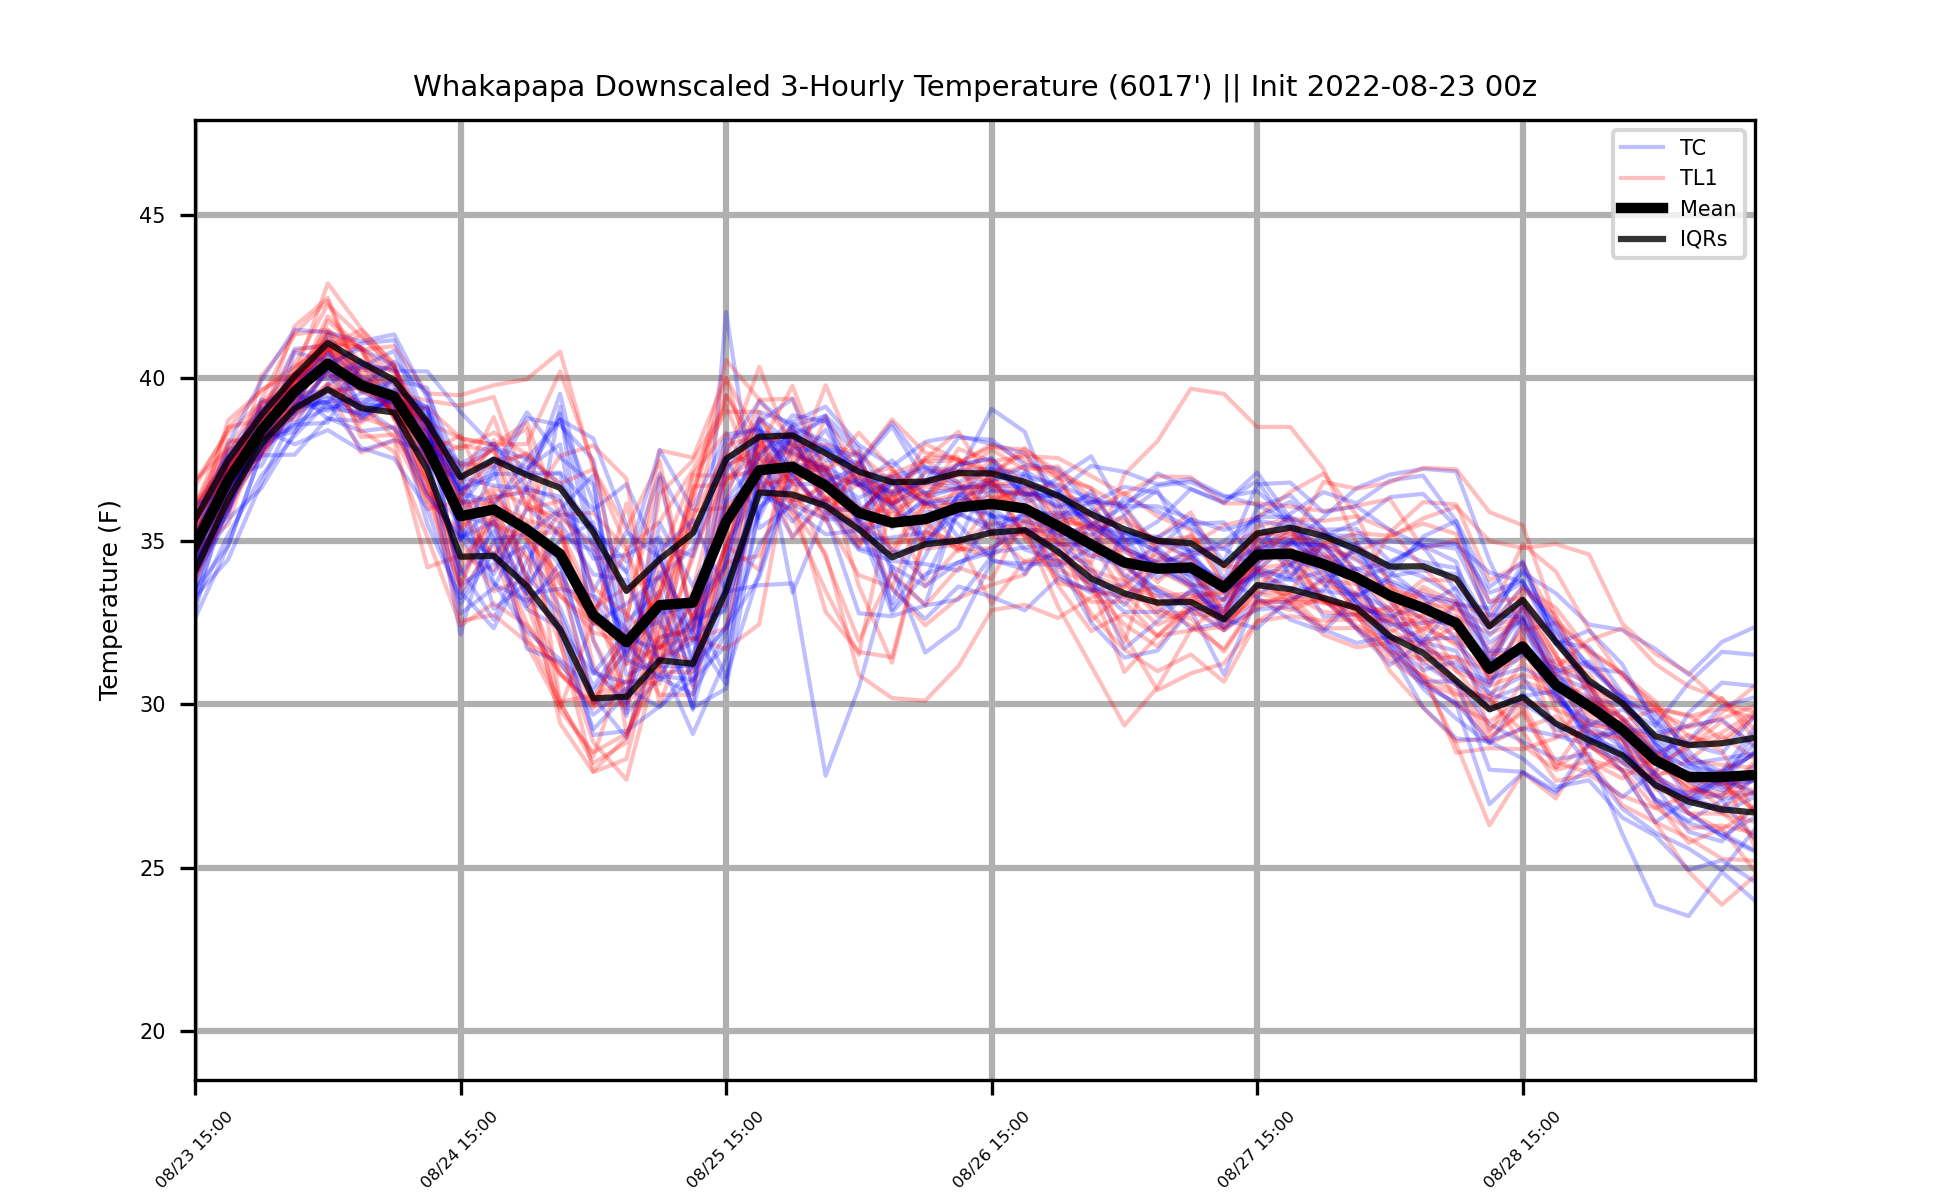 Whakapapa Downscaled 3-Hourly Temperature (6017') || Init 2022-08-23 00z
TC
TL1
Mean
IQRs
Temperature (F)
45
40
35
30
25
20
08/23 15:00
08/24 15:00
08/25 15:00
08/26 15:00
08/27 15:00
08/28 15:00